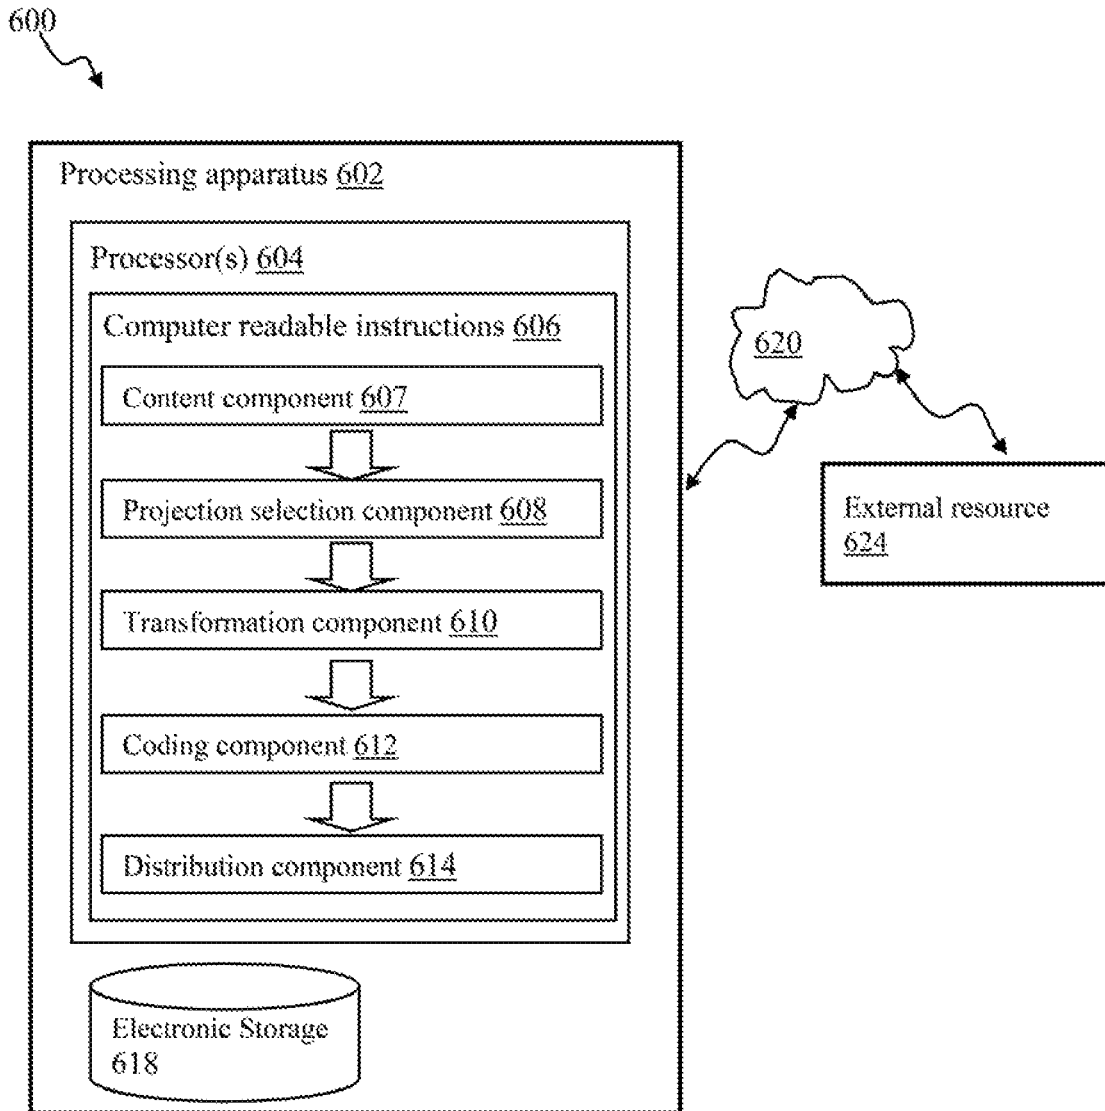 600
Processing apparatus 602
Processor(s) 604
Computer readable instructions 606
Content component 607
Projection selection component 608
Transformation component 610
Coding component 612
Distribution component 614
Electronic Storage
618
620
External resource
624